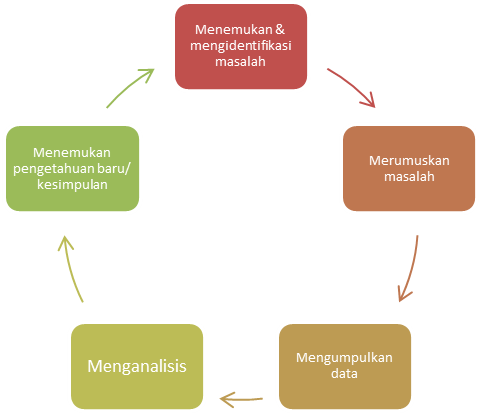 Menemukan &
mengidentifikasi
masalah
Merumuskan
masalah
Mengumpulkan
data
Menganalisis
Menemukan
pengetahuan baru/
kesimpulan